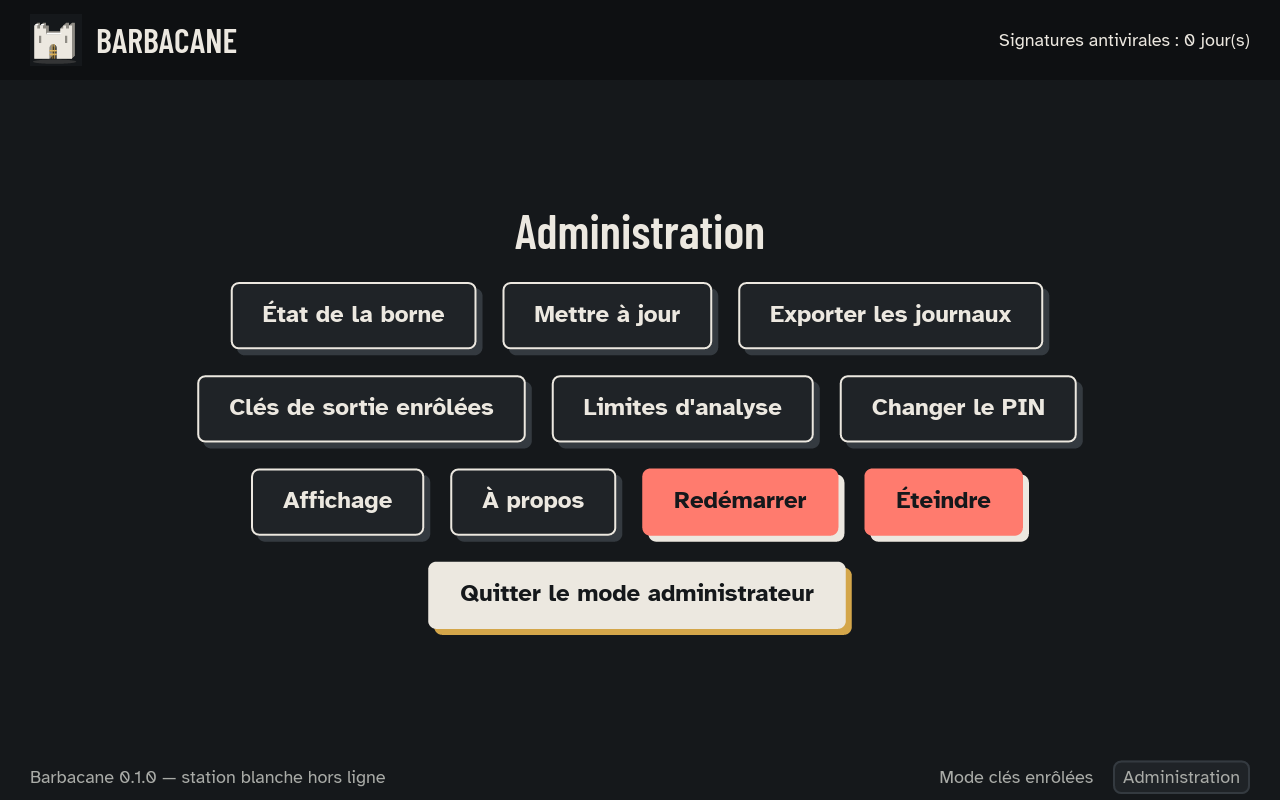 BARBACANE
Signatures antivirales : 0 jour(s)
Administration
État de la borne
Mettre à jour
Exporter les journaux
Clés de sortie enrôlées
Limites d'analyse
Changer le PIN
Affichage
À propos
Redémarrer
Éteindre
Quitter le mode administrateur
Barbacane 0.1.0 — station blanche hors ligne
Mode clés enrôlées
Administration